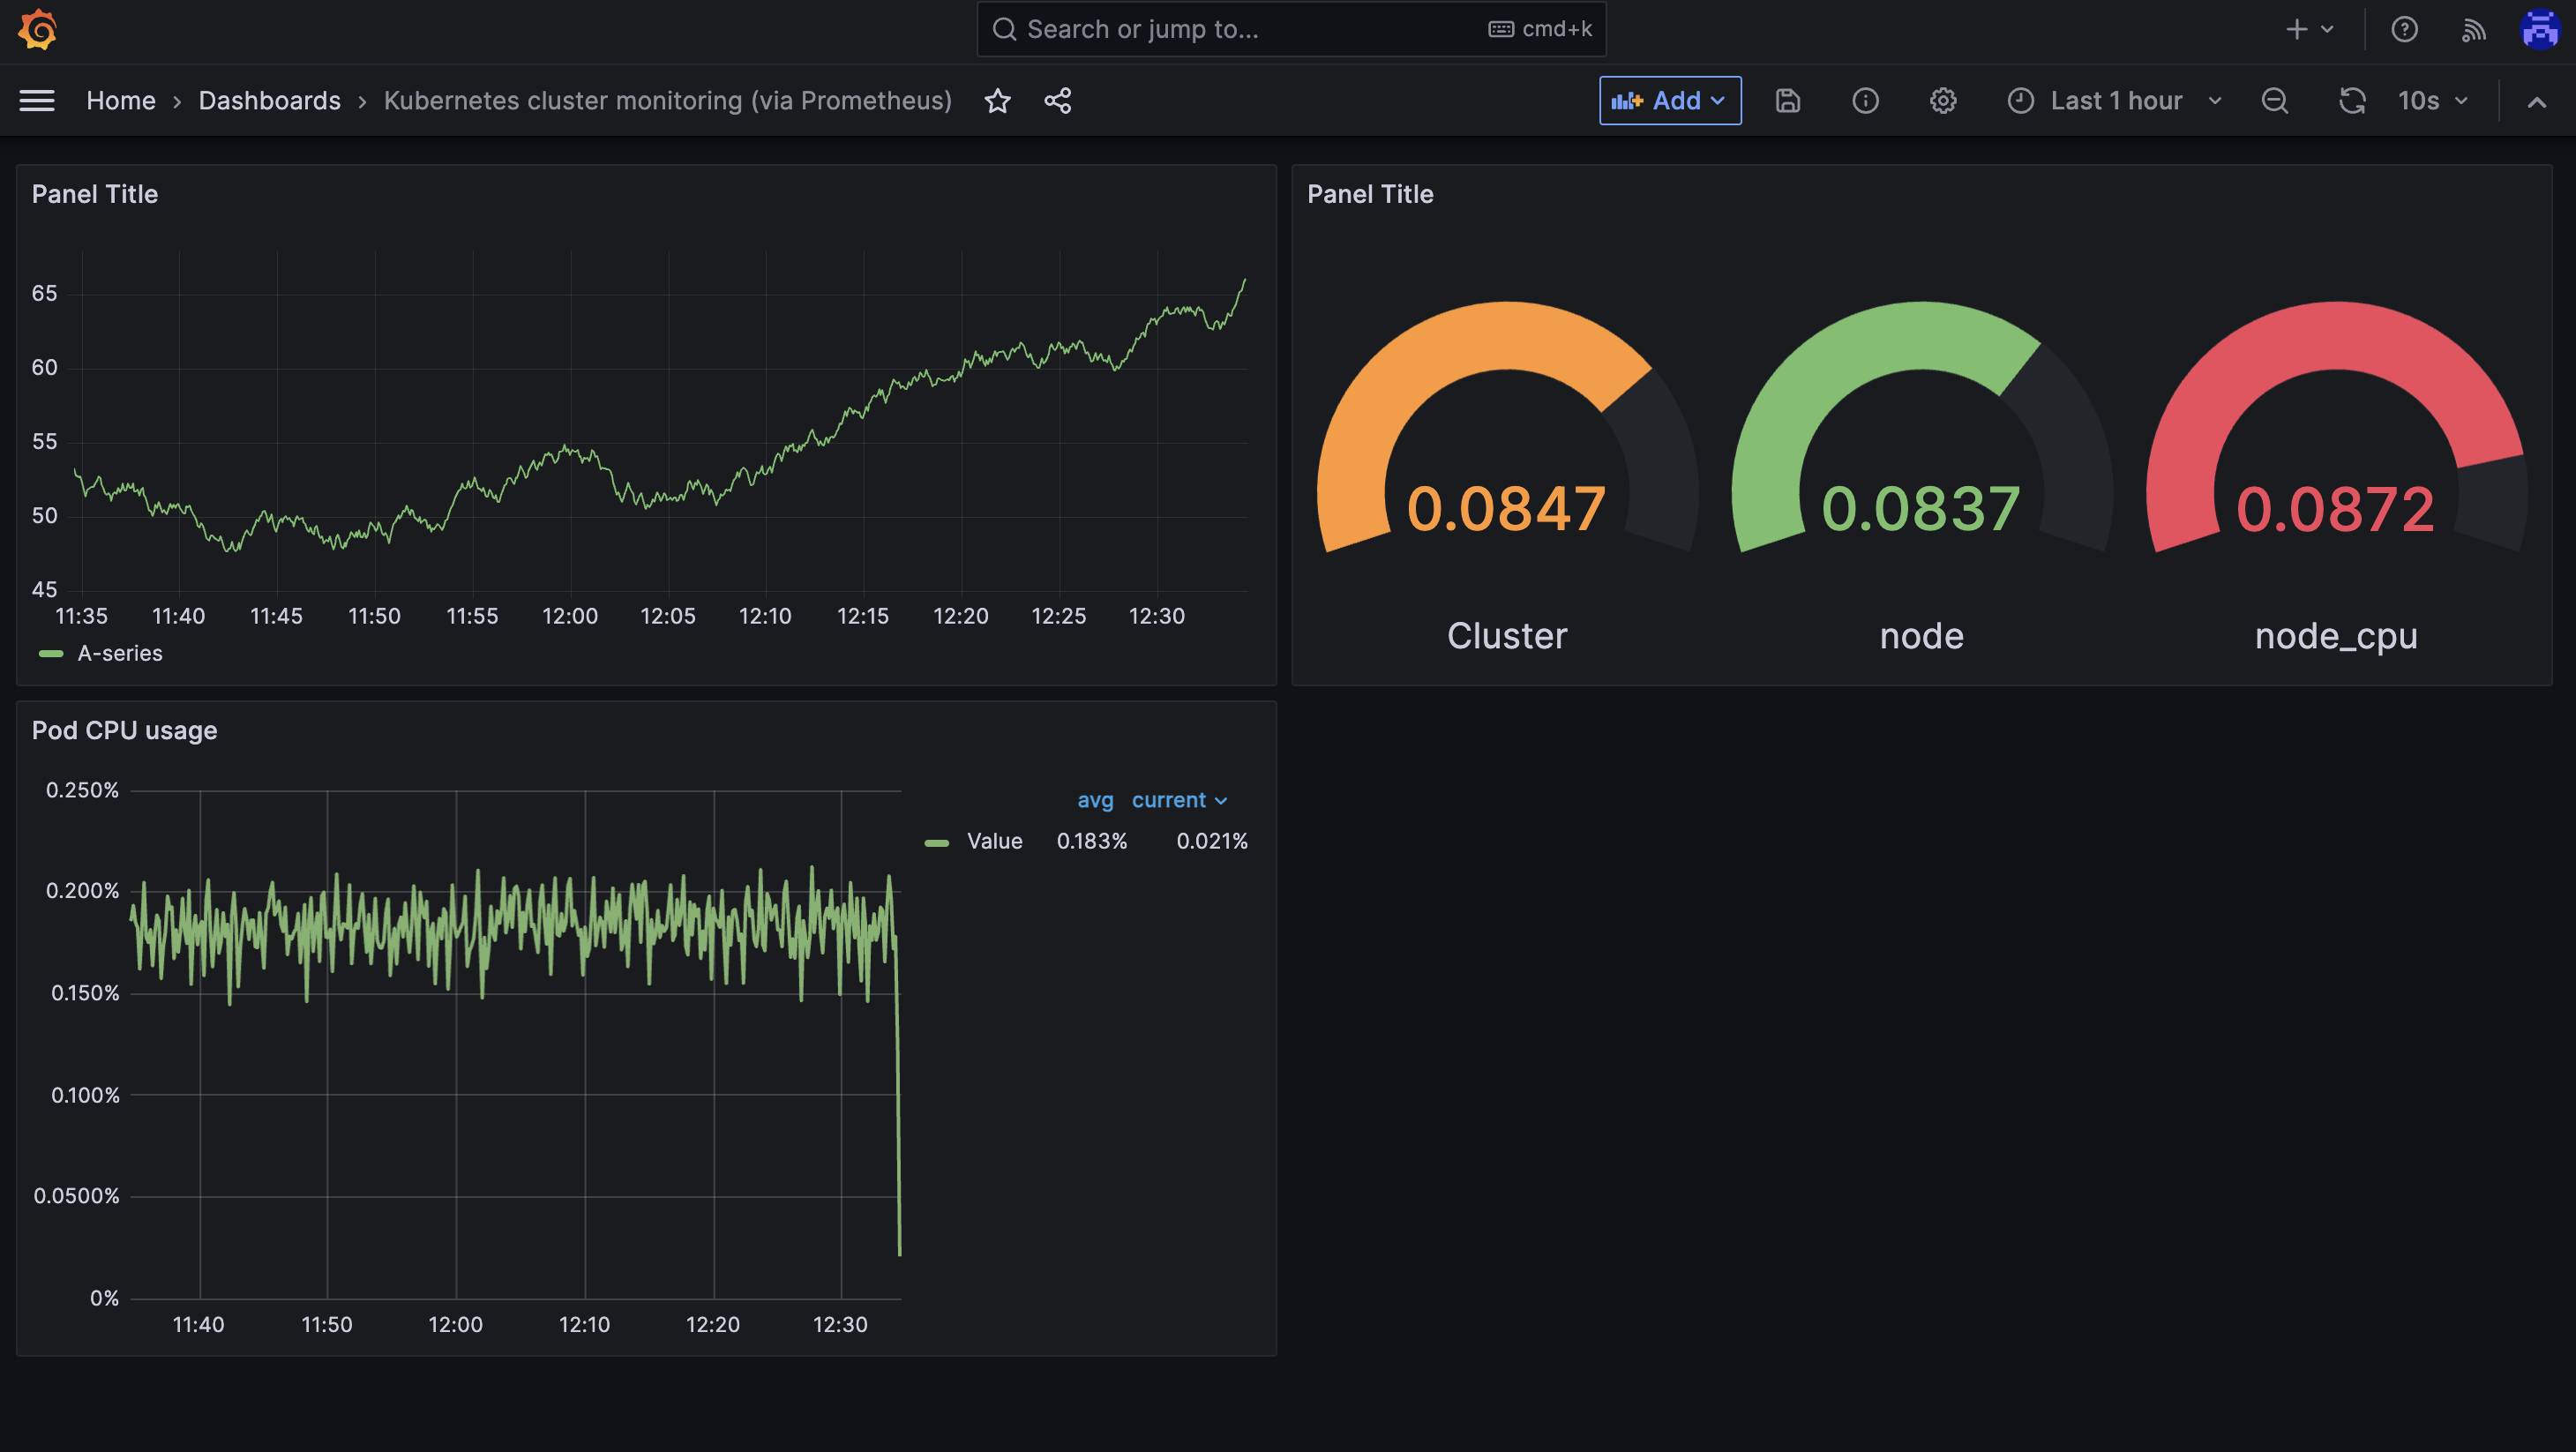 Search or jump to... cmd+k
Home › Dashboards › Kubernetes cluster monitoring (via Prometheus) Add Last 1 hour 10s
Panel Title
65
60
55
50
45
11:35 11:40 11:45 11:50 11:55 12:00 12:05 12:10 12:15 12:20 12:25 12:30
A-series
Panel Title
0.0847 0.0837 0.0872
Cluster node node_cpu
Pod CPU usage
0.250%
0.200%
0.150%
0.100%
0.0500%
0%
11:40 11:50 12:00 12:10 12:20 12:30
avg current
Value 0.183% 0.021%